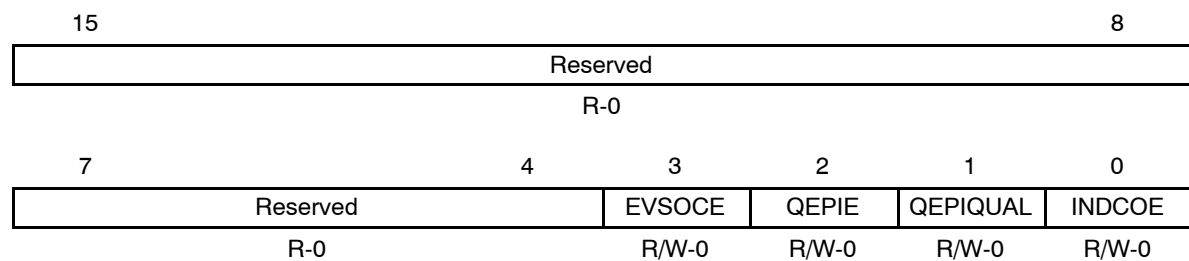 15 8
Reserved
R-0
7 4 3 2 1 0
Reserved EVSOCE QEPIE QEPIQUAL INDCOE
R-0 R/W-0 R/W-0 R/W-0 R/W-0